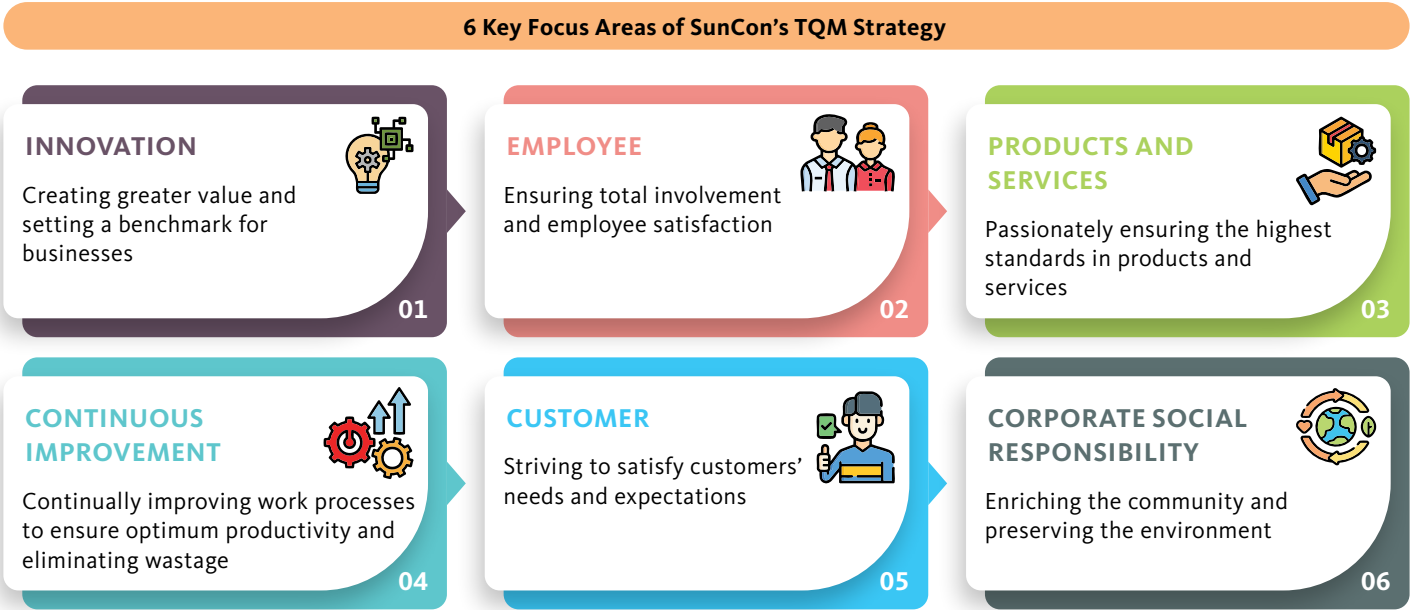 6 Key Focus Areas of SunCon’s TQM Strategy
INNOVATION
Creating greater value and
setting a benchmark for
businesses
01
EMPLOYEE
Ensuring total involvement
and employee satisfaction
02
PRODUCTS AND
SERVICES
Passionately ensuring the highest
standards in products and
services
03
CONTINUOUS
IMPROVEMENT
Continually improving work processes
to ensure optimum productivity and
eliminating wastage
04
CUSTOMER
Striving to satisfy customers’
needs and expectations
05
CORPORATE SOCIAL
RESPONSIBILITY
Enriching the community and
preserving the environment
06